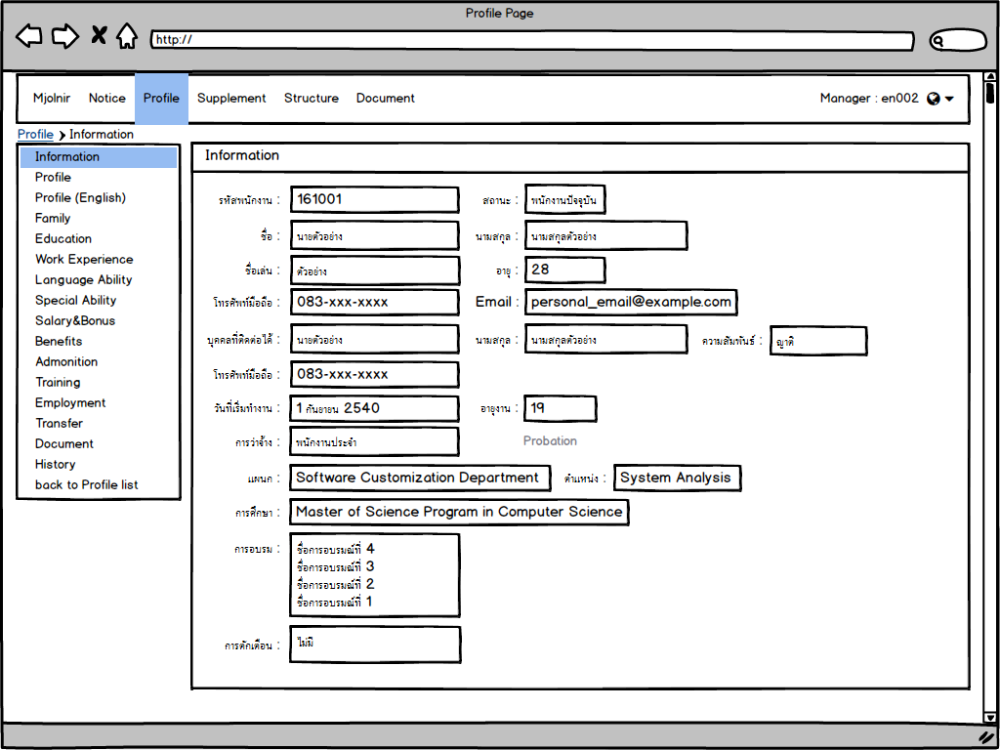 Profile Page
http://
Mjolnir Notice Profile Supplement Structure Document Manager : en002
Profile Information
Information
Profile
Profile (English)
Family
Education
Work Experience
Language Ability
Special Ability
Salary&Bonus
Benefits
Admonition
Training
Employment
Transfer
Document
History
back to Profile list
Information
รหัสพนักงาน : 161001 สถานะ : พนักงานปัจจุบัน
ชื่อ : นายตัวอย่าง นามสกุล : นามสกุลตัวอย่าง
ชื่อเล่น : ตัวอย่าง อายุ : 28
โทรศัพท์มือถือ : 083-xxx-xxxx Email : personal_email@example.com
บุคคลที่ติดต่อได้ : นายตัวอย่าง นามสกุล : นามสกุลตัวอย่าง ความสัมพันธ์ : ญาติ
โทรศัพท์มือถือ : 083-xxx-xxxx
วันที่เริ่มทำงาน : 1 กันยายน 2540 อายุงาน : 19
การว่าจ้าง : พนักงานประจำ Probation
แผนก : Software Customization Department ตำแหน่ง : System Analysis
การศึกษา : Master of Science Program in Computer Science
การอบรม : ชื่อการอบรมณ์ที่ 4
ชื่อการอบรมณ์ที่ 3
ชื่อการอบรมณ์ที่ 2
ชื่อการอบรมณ์ที่ 1
การตักเตือน : ไม่มี